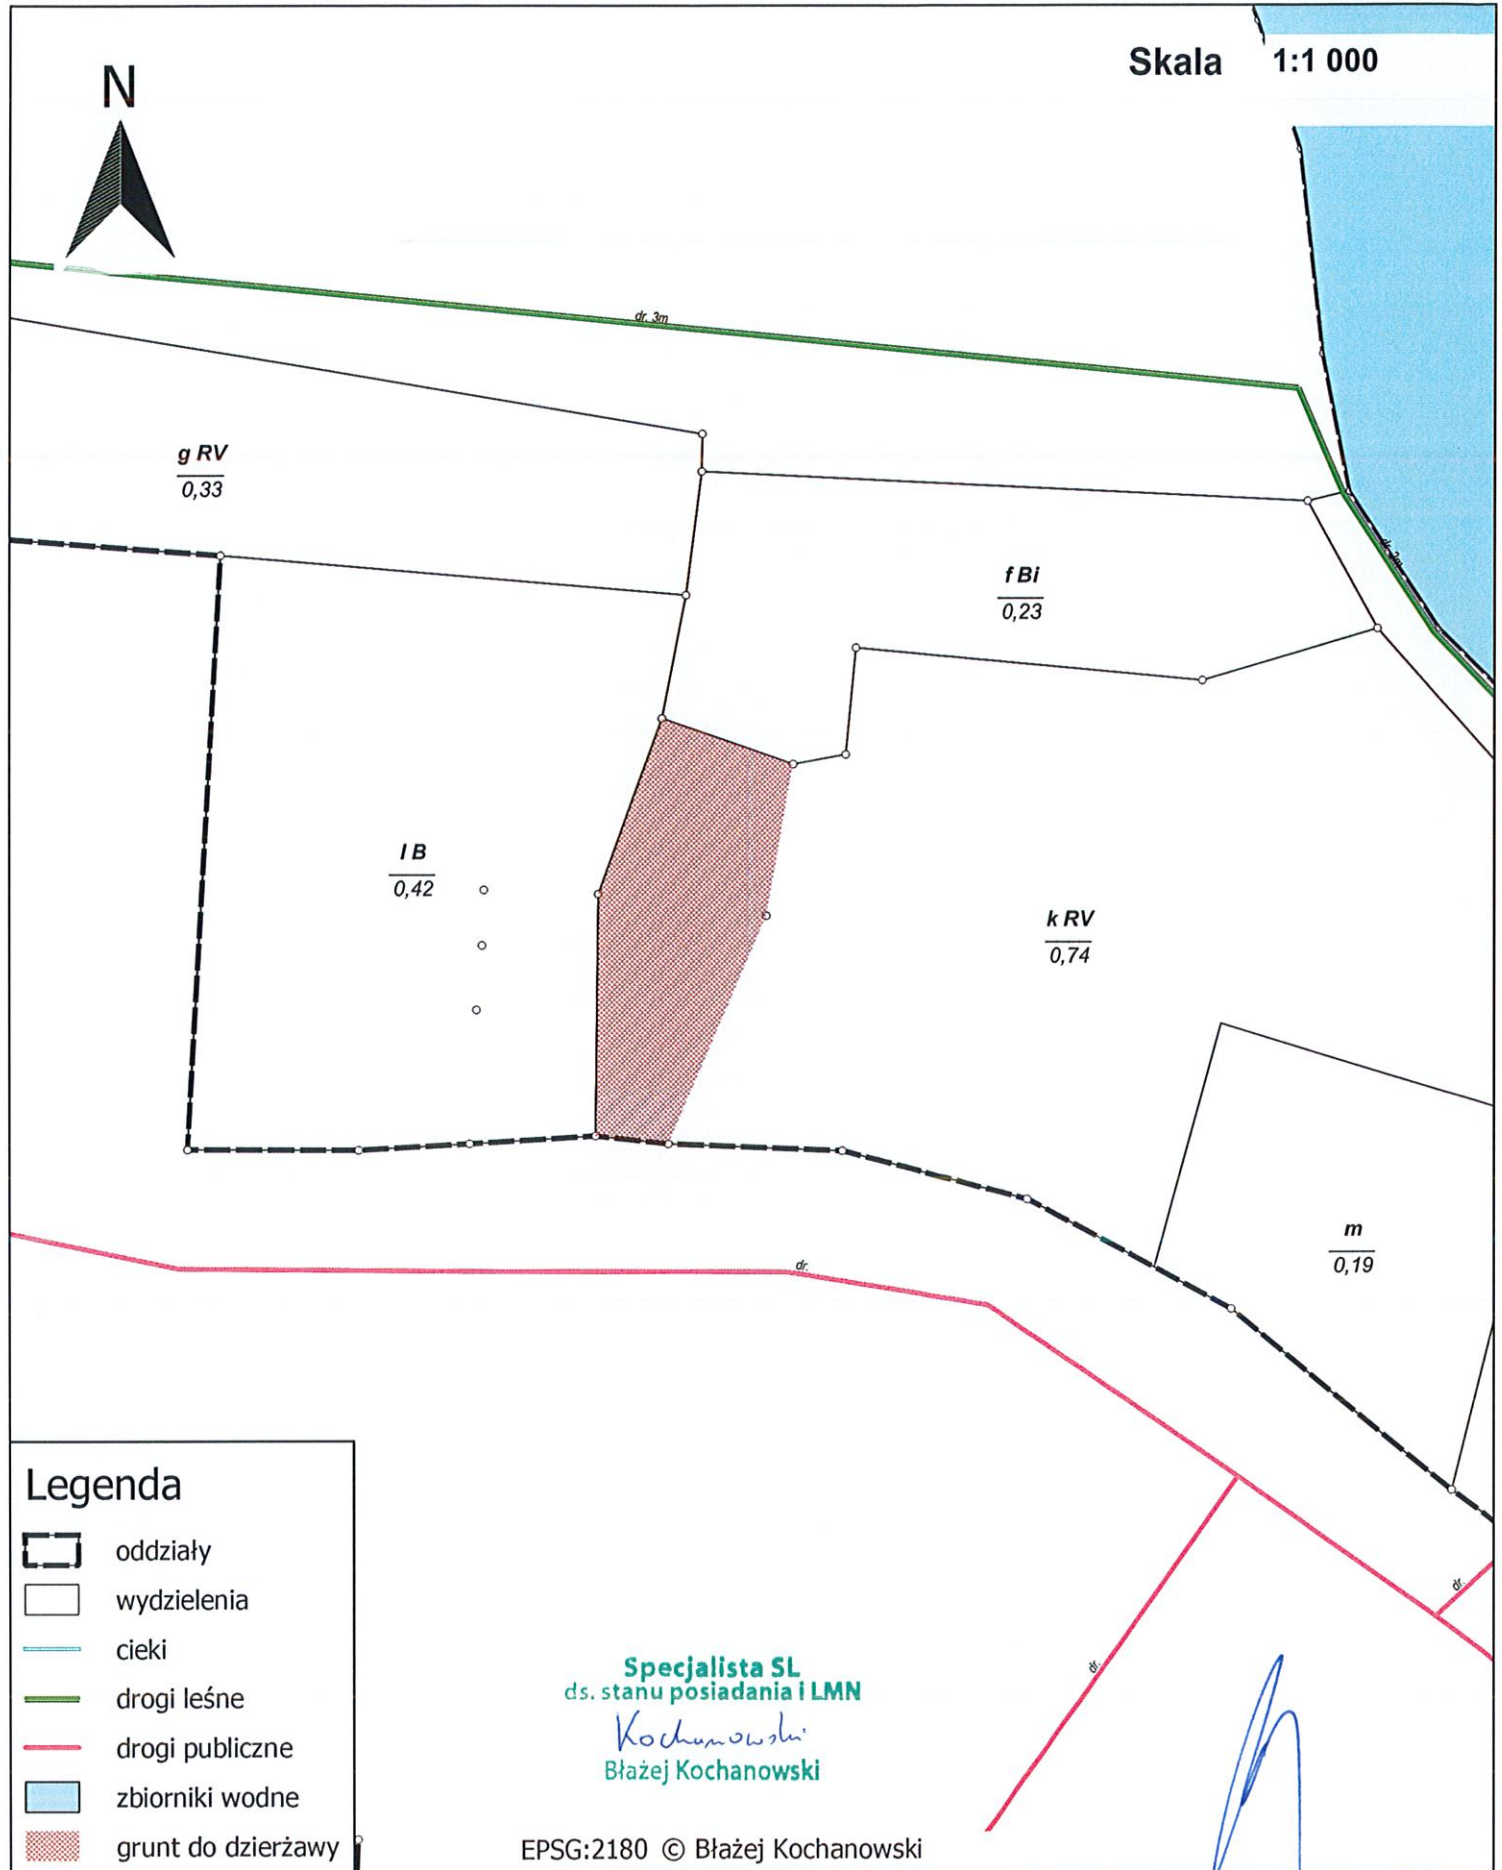 Skala 1:1 000
N
dr. 3m
g RV
0,33
f Bi
0,23
l B
0,42
k RV
0,74
m
0,19
dr.
dr.
dr.
Legenda
oddziały
wydzielenia
cieki
drogi leśne
drogi publiczne
zbiorniki wodne
grunt do dzierżawy
Specjalista SL
ds. stanu posiadania i LMN
Kochanowski
Błażej Kochanowski
EPSG:2180 © Błażej Kochanowski